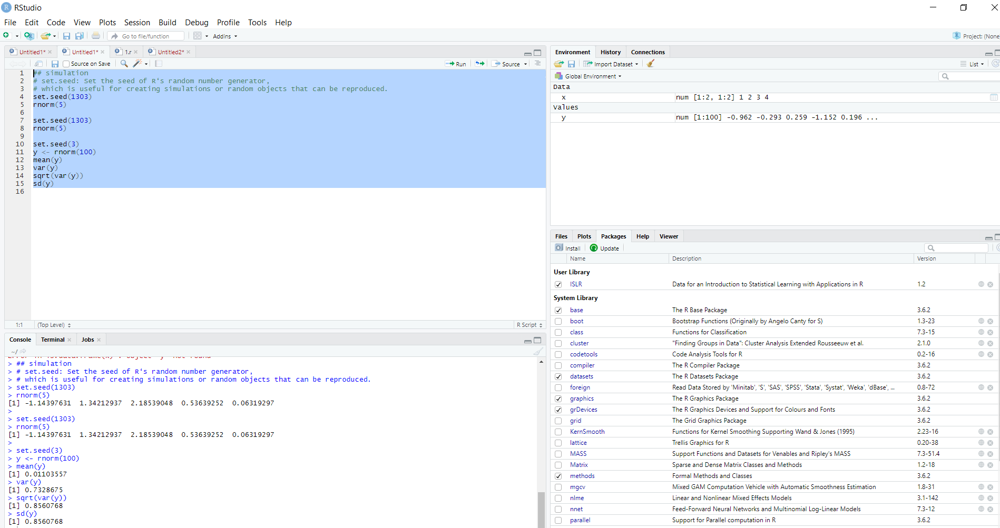 RStudio
File Edit Code View Plots Session Build Debug Profile Tools Help
Go to file/function Addins Project: (None
Untitled1* Untitled1* 1.r Untitled2*
Source on Save Run Source
1 ## simulation
2 # set.seed: Set the seed of R‘s random number generator,
3 # which is useful for creating simulations or random objects that can be reproduced.
4 set.seed(1303)
5 rnorm(5)
6
7 set.seed(1303)
8 rnorm(5)
9
10 set.seed(3)
11 y <- rnorm(100)
12 mean(y)
13 var(y)
14 sqrt(var(y))
15 sd(y)
16
1:1 (Top Level) R Script
Console Terminal Jobs
~/
> ## simulation
> # set.seed: Set the seed of R‘s random number generator,
> # which is useful for creating simulations or random objects that can be reproduced.
> set.seed(1303)
> rnorm(5)
[1] -1.14397631 1.34212937 2.18539048 0.53639252 0.06319297
>
> set.seed(1303)
> rnorm(5)
[1] -1.14397631 1.34212937 2.18539048 0.53639252 0.06319297
>
> set.seed(3)
> y <- rnorm(100)
> mean(y)
[1] 0.01103557
> var(y)
[1] 0.7328675
> sqrt(var(y))
[1] 0.8560768
> sd(y)
[1] 0.8560768
Environment History Connections
Import Dataset List
Global Environment
Data
x num [1:2, 1:2] 1 2 3 4
Values
y num [1:100] -0.962 -0.293 0.259 -1.152 0.196 ...
Files Plots Packages Help Viewer
Install Update
Name Description Version
User Library
ISLR Data for an Introduction to Statistical Learning with Applications in R 1.2
System Library
base The R Base Package 3.6.2
boot Bootstrap Functions (Originally by Angelo Canty for S) 1.3-23
class Functions for Classification 7.3-15
cluster "Finding Groups in Data": Cluster Analysis Extended Rousseeuw et al. 2.1.0
codetools Code Analysis Tools for R 0.2-16
compiler The R Compiler Package 3.6.2
datasets The R Datasets Package 3.6.2
foreign Read Data Stored by 'Minitab', 'S', 'SAS', 'SPSS', 'Stata', 'Systat', 'Weka', 'dBase', ... 0.8-72
graphics The R Graphics Package 3.6.2
grDevices The R Graphics Devices and Support for Colours and Fonts 3.6.2
grid The Grid Graphics Package 3.6.2
KernSmooth Functions for Kernel Smoothing Supporting Wand & Jones (1995) 2.23-16
lattice Trellis Graphics for R 0.20-38
MASS Support Functions and Datasets for Venables and Ripley's MASS 7.3-51.4
Matrix Sparse and Dense Matrix Classes and Methods 1.2-18
methods Formal Methods and Classes 3.6.2
mgcv Mixed GAM Computation Vehicle with Automatic Smoothness Estimation 1.8-31
nlme Linear and Nonlinear Mixed Effects Models 3.1-142
nnet Feed-Forward Neural Networks and Multinomial Log-Linear Models 7.3-12
parallel Support for Parallel computation in R 3.6.2